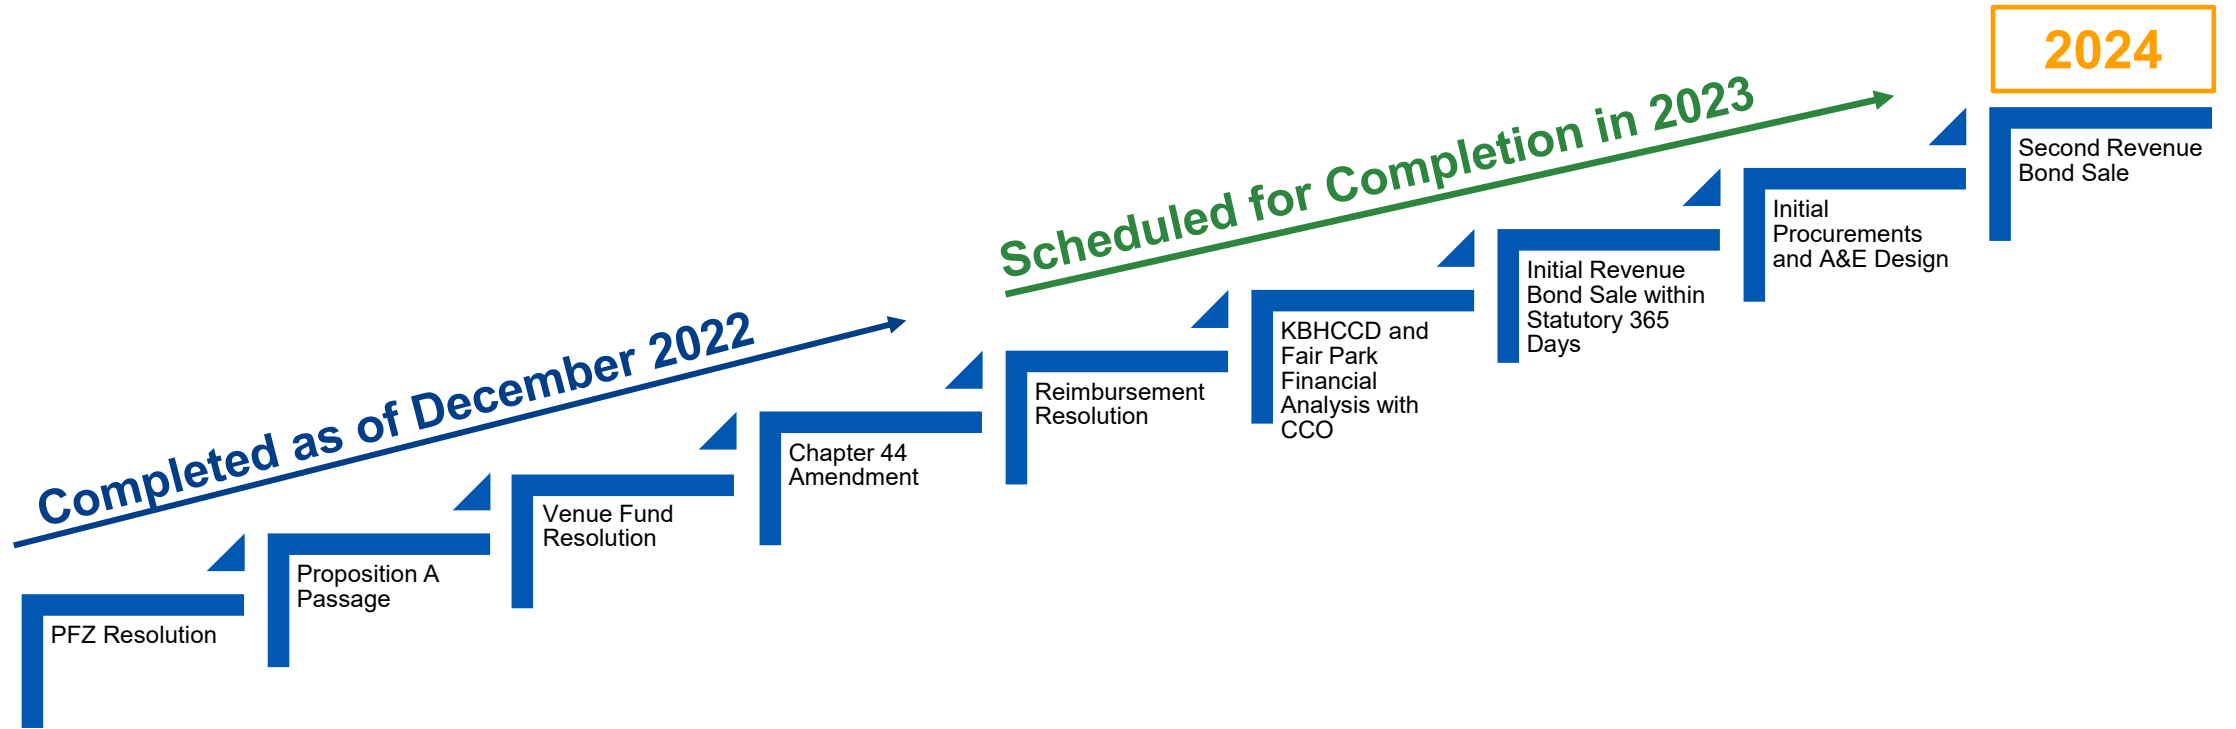 Completed as of December 2022
Scheduled for Completion in 2023
2024
PFZ Resolution
Proposition A
Passage
Venue Fund
Resolution
Chapter 44
Amendment
Reimbursement
Resolution
KBHCCD and
Fair Park
Financial
Analysis with
CCO
Initial Revenue
Bond Sale within
Statutory 365
Days
Initial
Procurements
and A&E Design
Second Revenue
Bond Sale